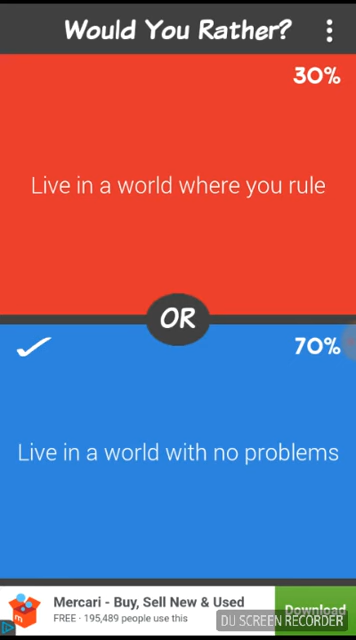 Would You Rather?
30%
Live in a world where you rule
OR
70%
Live in a world with no problems
Mercari - Buy, Sell New & Used
FREE · 195,489 people use this
Download
DU SCREEN RECORDER